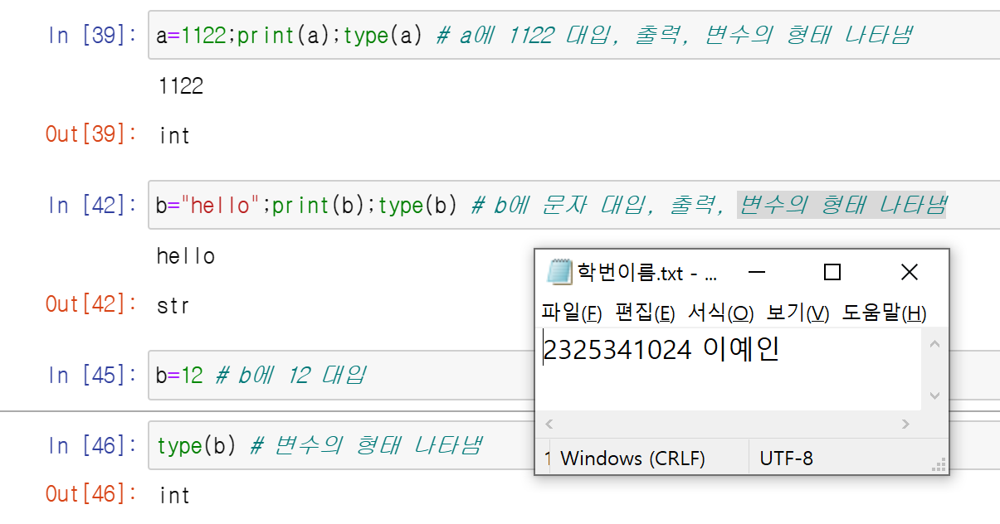 In [39]: a=1122;print(a);type(a) # a에 1122 대입, 출력, 변수의 형태 나타냄
1122
Out[39]: int
In [42]: b="hello";print(b);type(b) # b에 문자 대입, 출력, 변수의 형태 나타냄
hello
Out[42]: str
In [45]: b=12 # b에 12 대입
In [46]: type(b) # 변수의 형태 나타냄
Out[46]: int
학번이름.txt - ...
파일(F) 편집(E) 서식(O) 보기(V) 도움말(H)
2325341024 이예인
Windows (CRLF) UTF-8